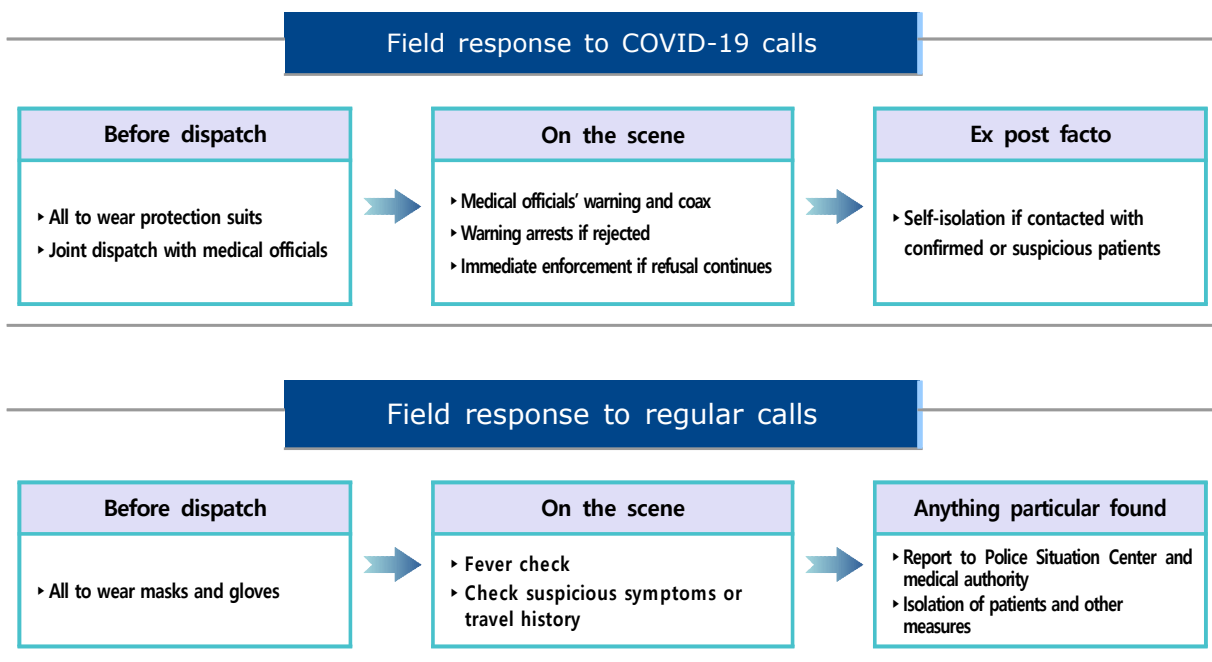 Field response to COVID-19 calls
Before dispatch
‣ All to wear protection suits
‣ Joint dispatch with medical officials
On the scene
‣ Medical officials’ warning and coax
‣ Warning arrests if rejected
‣ Immediate enforcement if refusal continues
Ex post facto
‣ Self-isolation if contacted with
confirmed or suspicious patients
Field response to regular calls
Before dispatch
‣ All to wear masks and gloves
On the scene
‣ Fever check
‣ Check suspicious symptoms or
travel history
Anything particular found
‣ Report to Police Situation Center and
medical authority
‣ Isolation of patients and other
measures